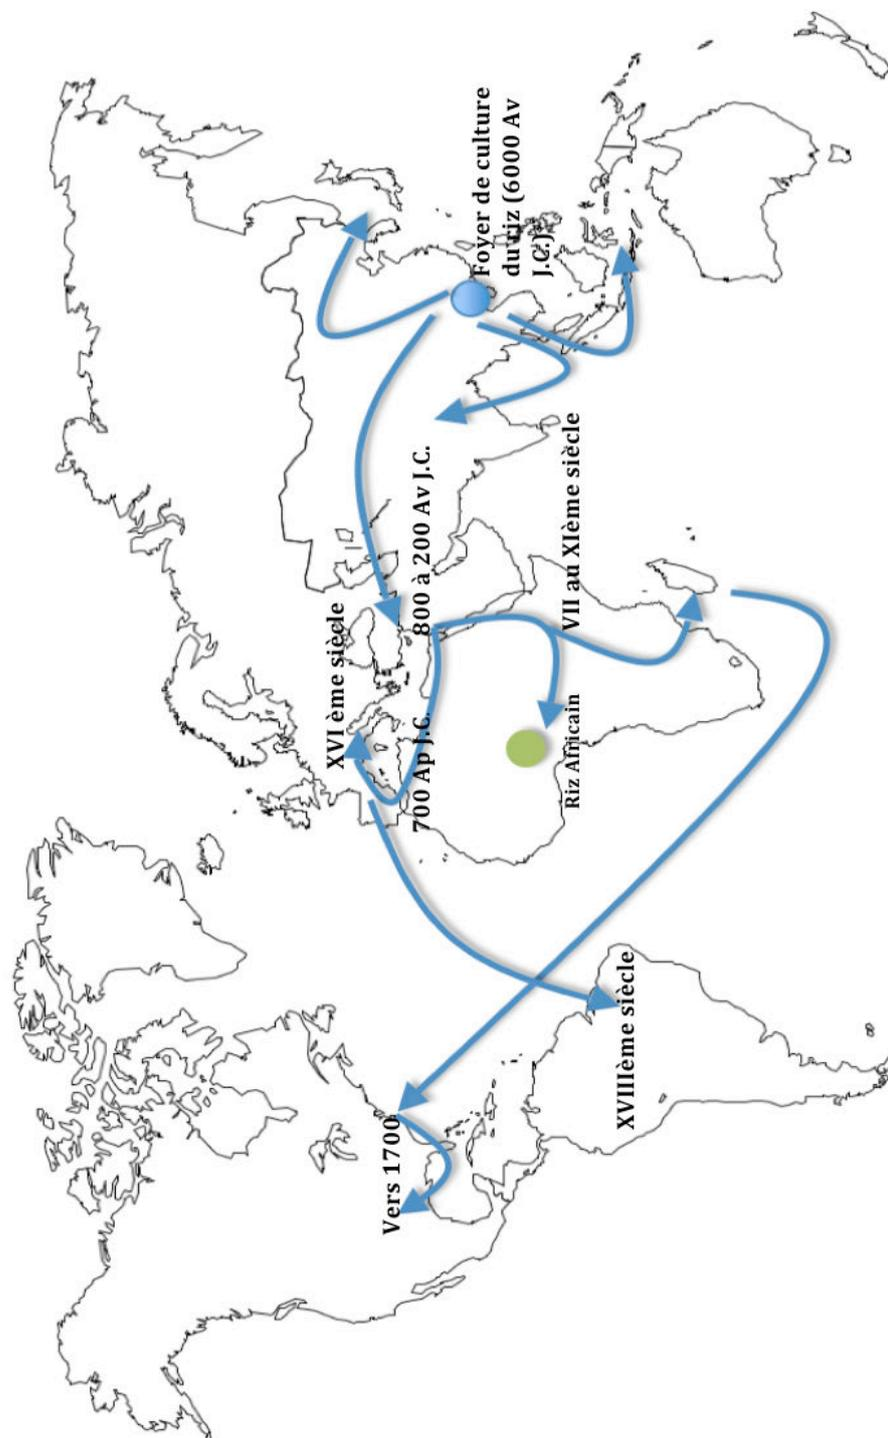 XVI ème siècle
Vers 1700
700 Ap J.C.
800 à 200 Av J.C.
Foyer de culture
du riz (6000 Av
J.C.)
Riz Africain
VII au XIème siècle
XVIIIème siècle